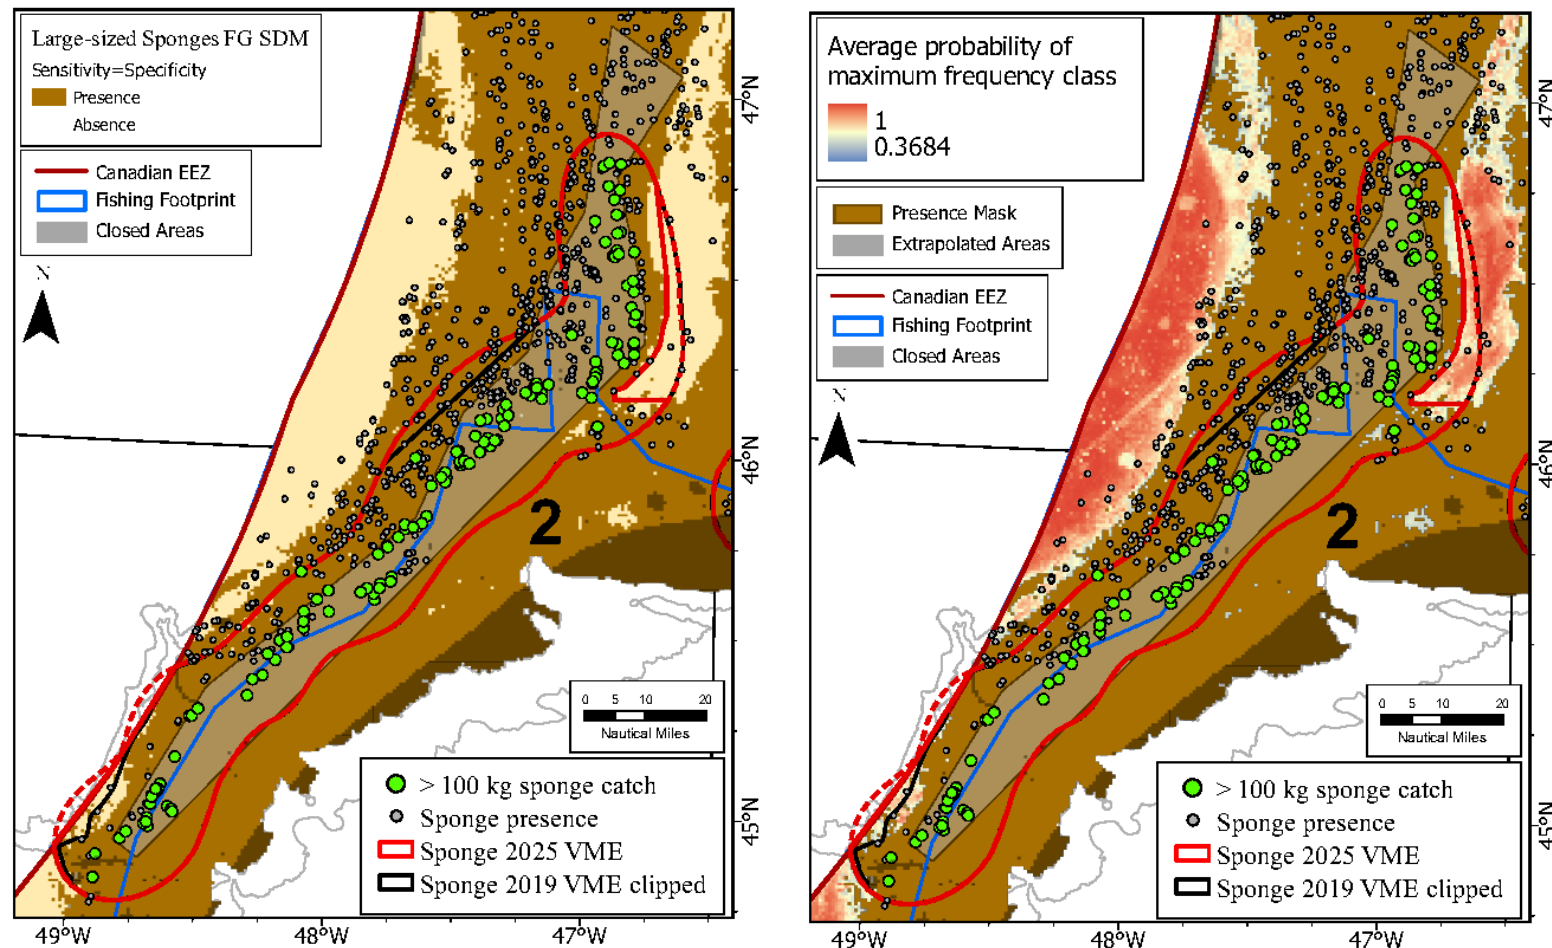 Large-sized Sponges FG SDM
Sensitivity=Specificity
Presence
Absence
Canadian EEZ
Fishing Footprint
Closed Areas
N
2
0 5 10 20
Nautical Miles
> 100 kg sponge catch
Sponge presence
Sponge 2025 VME
Sponge 2019 VME clipped
47°N
46°N
45°N
49°W 48°W 47°W
Average probability of
maximum frequency class
1
0.3684
Presence Mask
Extrapolated Areas
Canadian EEZ
Fishing Footprint
Closed Areas
N
2
0 5 10 20
Nautical Miles
> 100 kg sponge catch
Sponge presence
Sponge 2025 VME
Sponge 2019 VME clipped
47°N
46°N
45°N
49°W 48°W 47°W